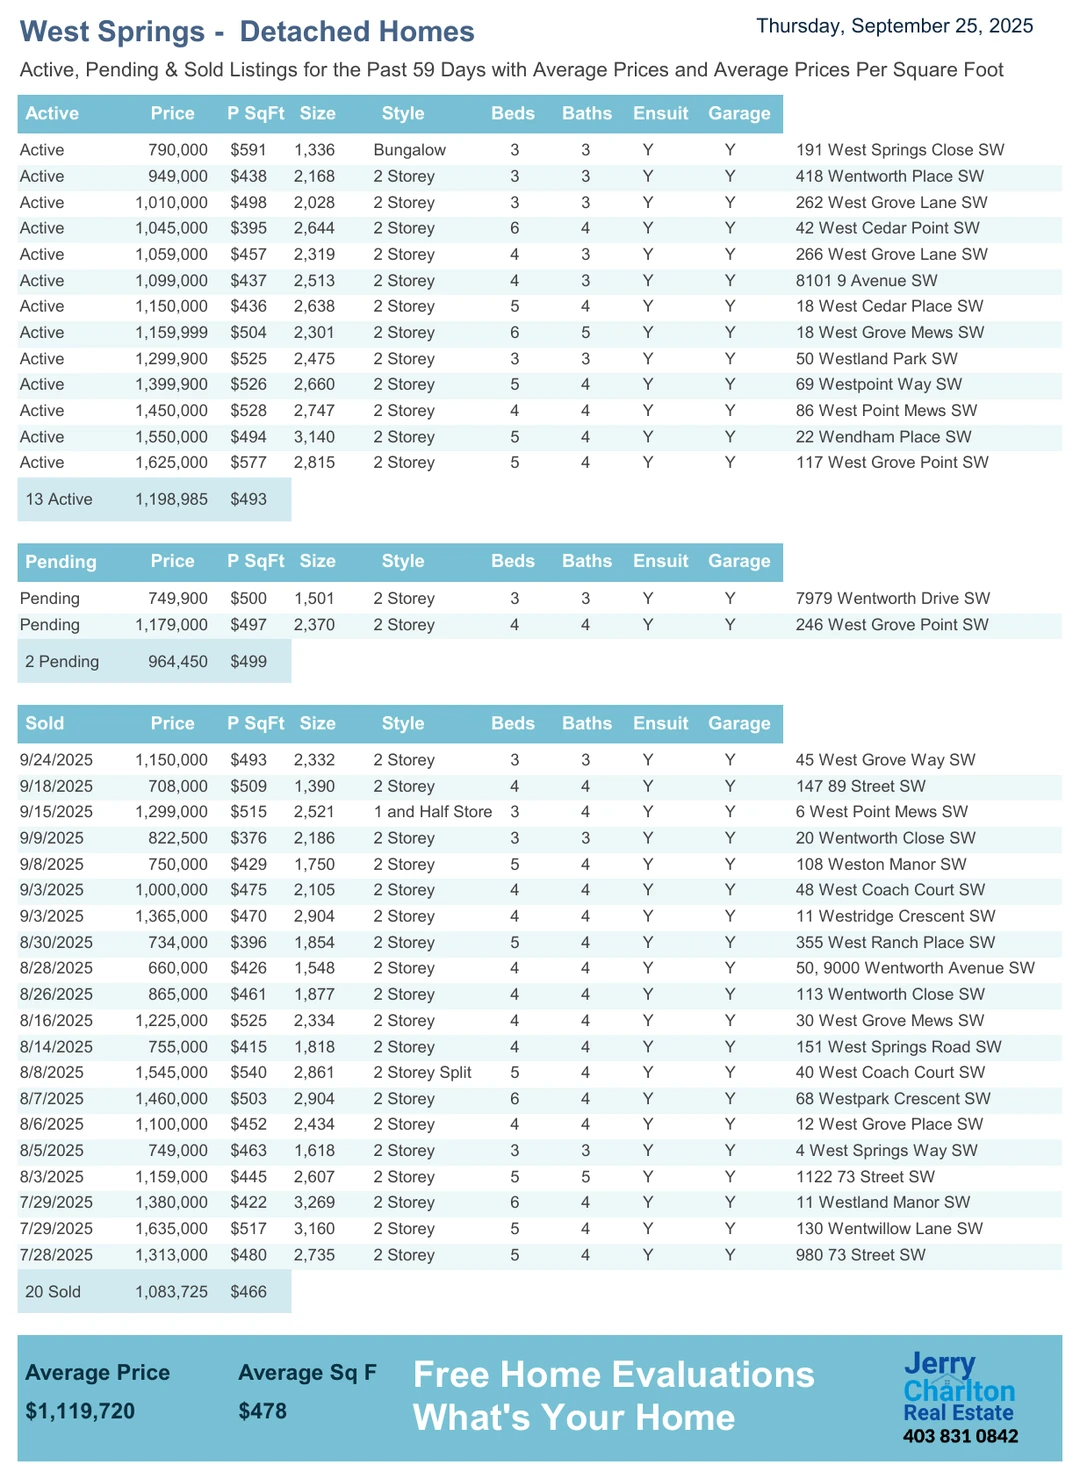 West Springs -  Detached Homes
Thursday, September 25, 2025
Active, Pending & Sold Listings for the Past 59 Days with Average Prices and Average Prices Per Square Foot
Active Price P SqFt Size Style Beds Baths Ensuit Garage
Active 790,000 $591 1,336 Bungalow 3 3 Y Y 191 West Springs Close SW
Active 949,000 $438 2,168 2 Storey 3 3 Y Y 418 Wentworth Place SW
Active 1,010,000 $498 2,028 2 Storey 3 3 Y Y 262 West Grove Lane SW
Active 1,045,000 $395 2,644 2 Storey 6 4 Y Y 42 West Cedar Point SW
Active 1,059,000 $457 2,319 2 Storey 4 3 Y Y 266 West Grove Lane SW
Active 1,099,000 $437 2,513 2 Storey 4 3 Y Y 8101 9 Avenue SW
Active 1,150,000 $436 2,638 2 Storey 5 4 Y Y 18 West Cedar Place SW
Active 1,159,999 $504 2,301 2 Storey 6 5 Y Y 18 West Grove Mews SW
Active 1,299,900 $525 2,475 2 Storey 3 3 Y Y 50 Westland Park SW
Active 1,399,900 $526 2,660 2 Storey 5 4 Y Y 69 Westpoint Way SW
Active 1,450,000 $528 2,747 2 Storey 4 4 Y Y 86 West Point Mews SW
Active 1,550,000 $494 3,140 2 Storey 5 4 Y Y 22 Wendham Place SW
Active 1,625,000 $577 2,815 2 Storey 5 4 Y Y 117 West Grove Point SW
13 Active 1,198,985 $493
Pending Price P SqFt Size Style Beds Baths Ensuit Garage
Pending 749,900 $500 1,501 2 Storey 3 3 Y Y 7979 Wentworth Drive SW
Pending 1,179,000 $497 2,370 2 Storey 4 4 Y Y 246 West Grove Point SW
2 Pending 964,450 $499
Sold Price P SqFt Size Style Beds Baths Ensuit Garage
9/24/2025 1,150,000 $493 2,332 2 Storey 3 3 Y Y 45 West Grove Way SW
9/18/2025 708,000 $509 1,390 2 Storey 4 4 Y Y 147 89 Street SW
9/15/2025 1,299,000 $515 2,521 1 and Half Store 3 4 Y Y 6 West Point Mews SW
9/9/2025 822,500 $376 2,186 2 Storey 3 3 Y Y 20 Wentworth Close SW
9/8/2025 750,000 $429 1,750 2 Storey 5 4 Y Y 108 Weston Manor SW
9/3/2025 1,000,000 $475 2,105 2 Storey 4 4 Y Y 48 West Coach Court SW
9/3/2025 1,365,000 $470 2,904 2 Storey 4 4 Y Y 11 Westridge Crescent SW
8/30/2025 734,000 $396 1,854 2 Storey 5 4 Y Y 355 West Ranch Place SW
8/28/2025 660,000 $426 1,548 2 Storey 4 4 Y Y 50, 9000 Wentworth Avenue SW
8/26/2025 865,000 $461 1,877 2 Storey 4 4 Y Y 113 Wentworth Close SW
8/16/2025 1,225,000 $525 2,334 2 Storey 4 4 Y Y 30 West Grove Mews SW
8/14/2025 755,000 $415 1,818 2 Storey 4 4 Y Y 151 West Springs Road SW
8/8/2025 1,545,000 $540 2,861 2 Storey Split 5 4 Y Y 40 West Coach Court SW
8/7/2025 1,460,000 $503 2,904 2 Storey 6 4 Y Y 68 Westpark Crescent SW
8/6/2025 1,100,000 $452 2,434 2 Storey 4 4 Y Y 12 West Grove Place SW
8/5/2025 749,000 $463 1,618 2 Storey 3 3 Y Y 4 West Springs Way SW
8/3/2025 1,159,000 $445 2,607 2 Storey 5 5 Y Y 1122 73 Street SW
7/29/2025 1,380,000 $422 3,269 2 Storey 6 4 Y Y 11 Westland Manor SW
7/29/2025 1,635,000 $517 3,160 2 Storey 5 4 Y Y 130 Wentwillow Lane SW
7/28/2025 1,313,000 $480 2,735 2 Storey 5 4 Y Y 980 73 Street SW
20 Sold 1,083,725 $466
Average Price Average Sq F
$1,119,720 $478
Free Home Evaluations
What's Your Home
Jerry
Charlton
Real Estate
403 831 0842